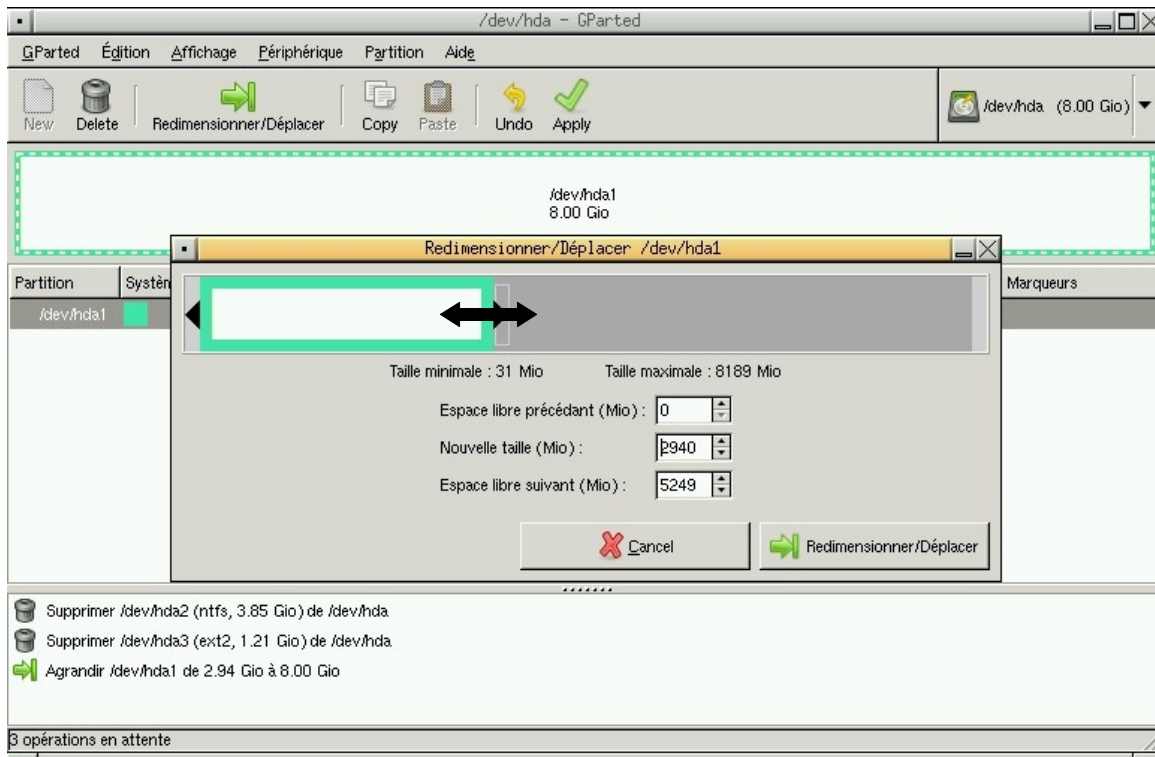 /dev/hda - GParted
GParted Édition Affichage Périphérique Partition Aide
New Delete Redimensionner/Déplacer Copy Paste Undo Apply /dev/hda (8.00 Gio)
/dev/hda1
8.00 Gio
Redimensionner/Déplacer /dev/hda1
Partition Systèm Marqueurs
/dev/hda1
Taille minimale : 31 Mio Taille maximale : 8189 Mio
Espace libre précédant (Mio) : 0
Nouvelle taille (Mio) : 2940
Espace libre suivant (Mio) : 5249
Cancel Redimensionner/Déplacer
Supprimer /dev/hda2 (ntfs, 3.85 Gio) de /dev/hda
Supprimer /dev/hda3 (ext2, 1.21 Gio) de /dev/hda
Agrandir /dev/hda1 de 2.94 Gio à 8.00 Gio
3 opérations en attente